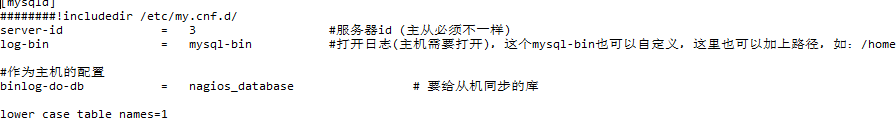 [mysqld]
########!includedir /etc/my.cnf.d/
server-id = 3 #服务器id (主从必须不一样)
log-bin = mysql-bin #打开日志(主机需要打开)，这个mysql-bin也可以自定义，这里也可以加上路径，如：/home
#作为主机的配置
binlog-do-db = nagios_database # 要给从机同步的库
lower_case_table_names=1